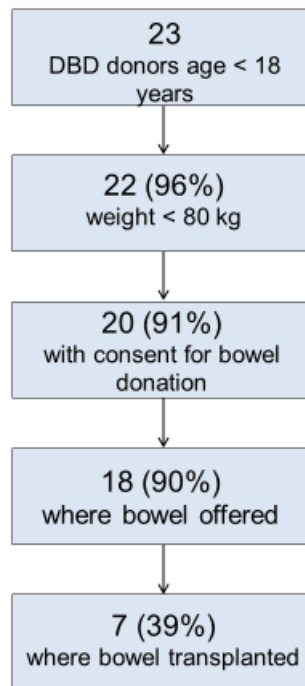 23
DBD donors age < 18
years
22 (96%)
weight < 80 kg
20 (91%)
with consent for bowel
donation
18 (90%)
where bowel offered
7 (39%)
where bowel transplanted